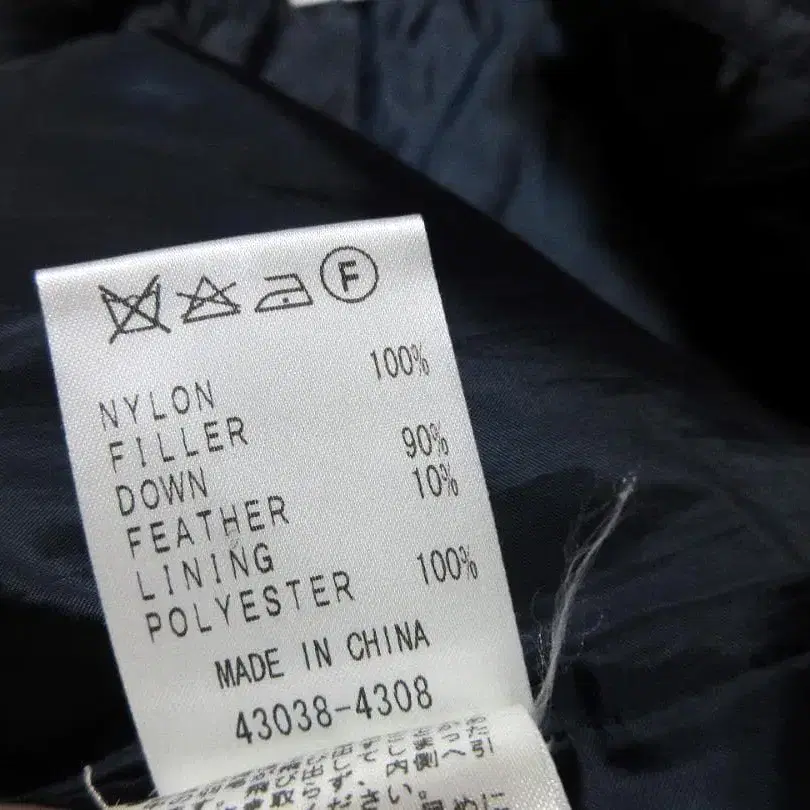 F
NYLON 100%
FILLER
DOWN 90%
FEATHER 10%
LINING
POLYESTER 100%
MADE IN CHINA
43038-4308